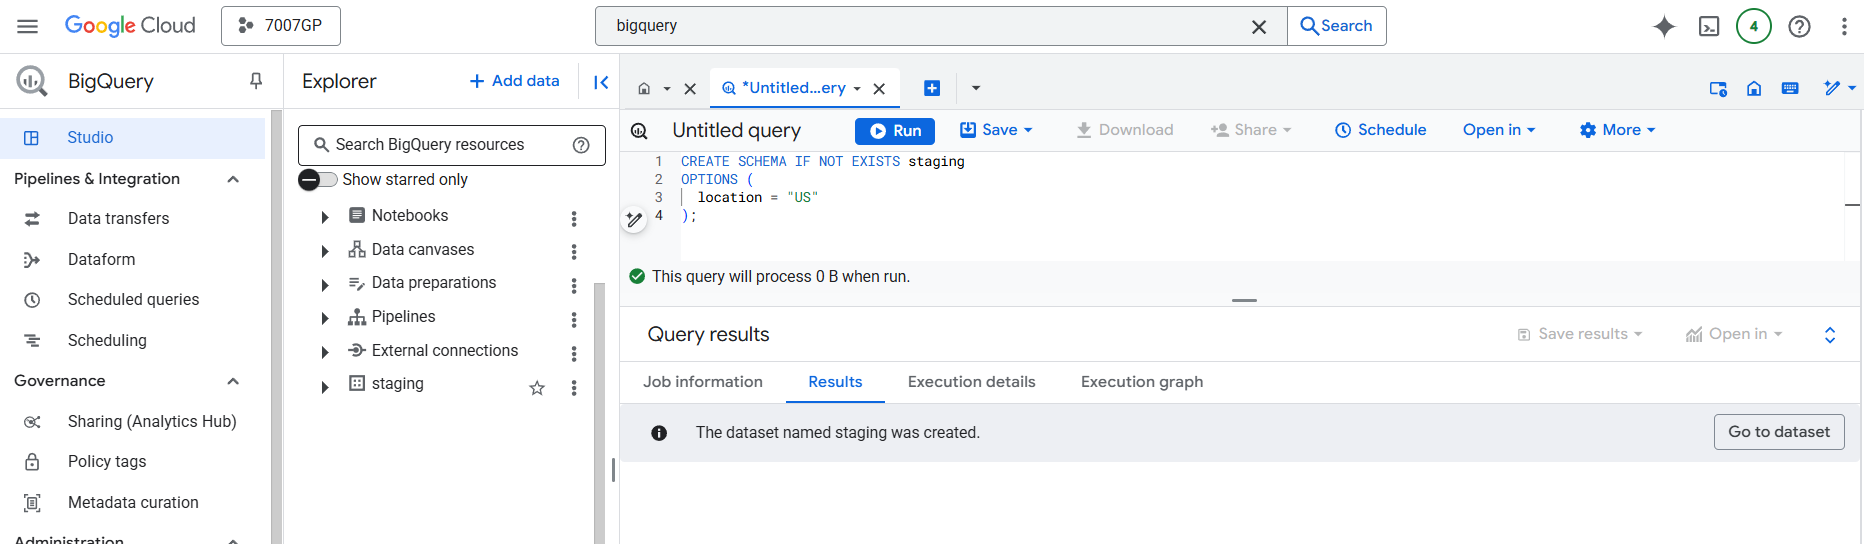 Google Cloud
7007GP
bigquery
Search
4
BigQuery
Explorer
+ Add data
*Untitled...ery
Studio
Search BigQuery resources
Untitled query
Run
Save
Download
Share
Schedule
Open in
More
Show starred only
1 CREATE SCHEMA IF NOT EXISTS staging
2 OPTIONS (
3 location = "US"
4 );
Pipelines & Integration
Data transfers
Dataform
Scheduled queries
Scheduling
Governance
Sharing (Analytics Hub)
Policy tags
Metadata curation
Administration
Notebooks
Data canvases
Data preparations
Pipelines
External connections
staging
This query will process 0 B when run.
Query results
Save results
Open in
Job information
Results
Execution details
Execution graph
The dataset named staging was created.
Go to dataset